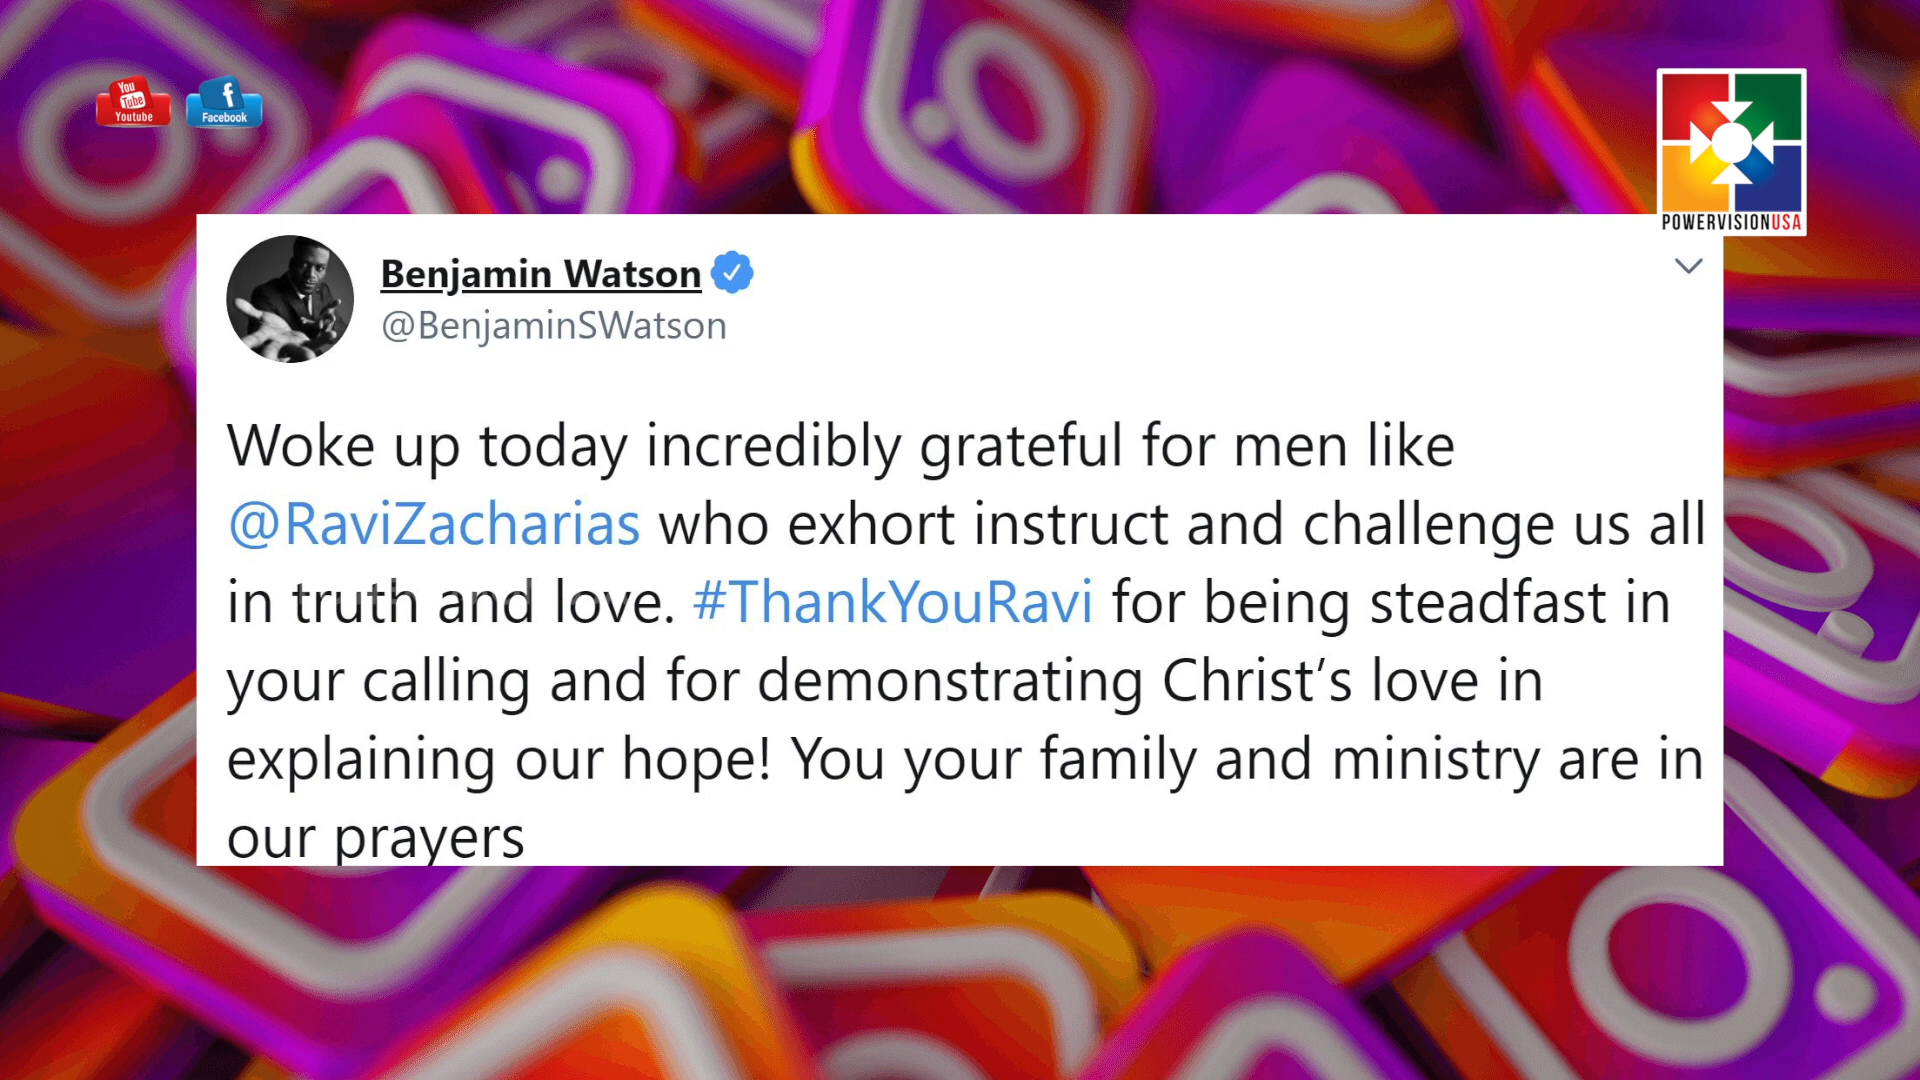 You
Tube
Youtube
f
Facebook
POWERVISIONUSA
Benjamin Watson
@BenjaminSWatson
Woke up today incredibly grateful for men like
@RaviZacharias who exhort instruct and challenge us all
in truth and love. #ThankYouRavi for being steadfast in
your calling and for demonstrating Christ’s love in
explaining our hope! You your family and ministry are in
our prayers